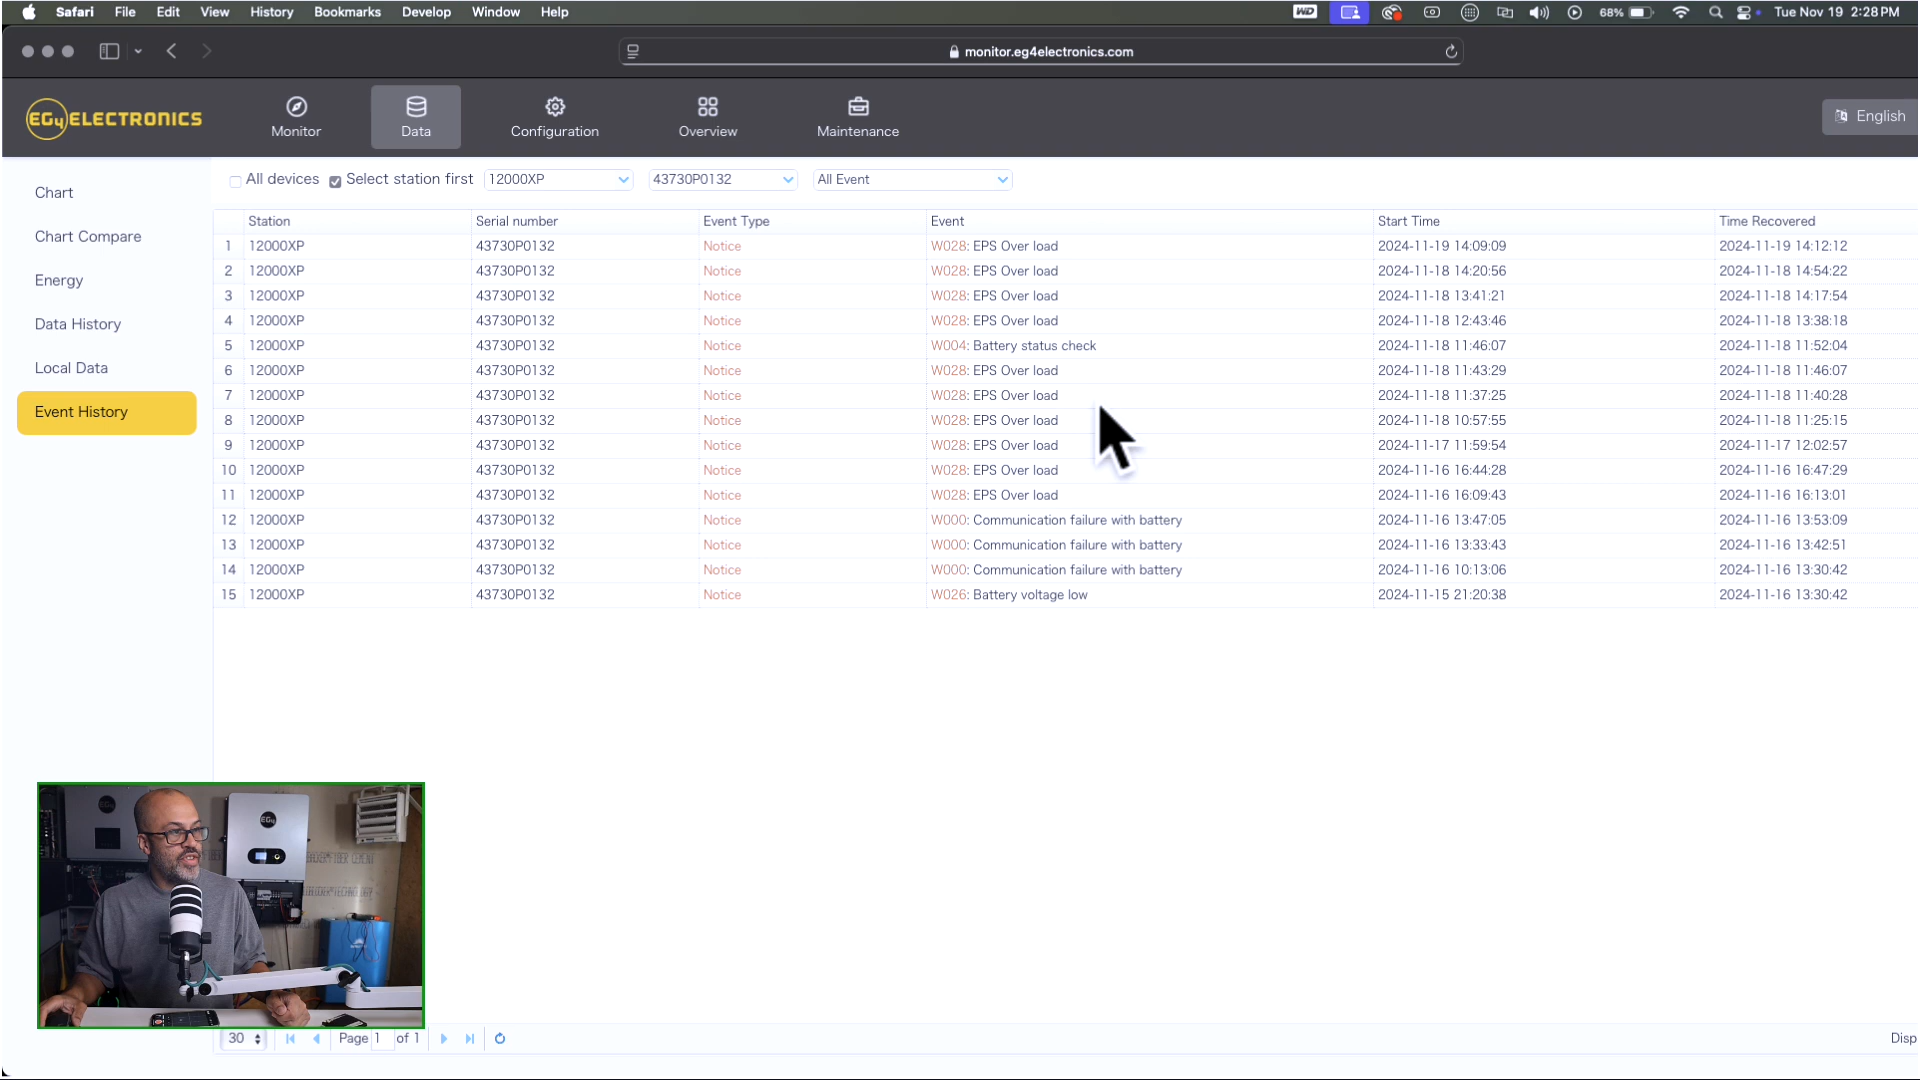 Safari File Edit View History Bookmarks Develop Window Help WD 68% Tue Nov 19 2:28 PM
monitor.eg4electronics.com
EG4 ELECTRONICS
Monitor Data Configuration Overview Maintenance English
All devices Select station first 12000XP 43730P0132 All Event
Chart
Chart Compare
Energy
Data History
Local Data
Event History
Station Serial number Event Type Event Start Time Time Recovered
1 12000XP 43730P0132 Notice W028: EPS Over load 2024-11-19 14:09:09 2024-11-19 14:12:12
2 12000XP 43730P0132 Notice W028: EPS Over load 2024-11-18 14:20:56 2024-11-18 14:54:22
3 12000XP 43730P0132 Notice W028: EPS Over load 2024-11-18 13:41:21 2024-11-18 14:17:54
4 12000XP 43730P0132 Notice W028: EPS Over load 2024-11-18 12:43:46 2024-11-18 13:38:18
5 12000XP 43730P0132 Notice W004: Battery status check 2024-11-18 11:46:07 2024-11-18 11:52:04
6 12000XP 43730P0132 Notice W028: EPS Over load 2024-11-18 11:43:29 2024-11-18 11:46:07
7 12000XP 43730P0132 Notice W028: EPS Over load 2024-11-18 11:37:25 2024-11-18 11:40:28
8 12000XP 43730P0132 Notice W028: EPS Over load 2024-11-18 10:57:55 2024-11-18 11:25:15
9 12000XP 43730P0132 Notice W028: EPS Over load 2024-11-17 11:59:54 2024-11-17 12:02:57
10 12000XP 43730P0132 Notice W028: EPS Over load 2024-11-16 16:44:28 2024-11-16 16:47:29
11 12000XP 43730P0132 Notice W028: EPS Over load 2024-11-16 16:09:43 2024-11-16 16:13:01
12 12000XP 43730P0132 Notice W000: Communication failure with battery 2024-11-16 13:47:05 2024-11-16 13:53:09
13 12000XP 43730P0132 Notice W000: Communication failure with battery 2024-11-16 13:33:43 2024-11-16 13:42:51
14 12000XP 43730P0132 Notice W000: Communication failure with battery 2024-11-16 10:13:06 2024-11-16 13:30:42
15 12000XP 43730P0132 Notice W026: Battery voltage low 2024-11-15 21:20:38 2024-11-16 13:30:42
EG4
30 Page 1 of 1 Disp